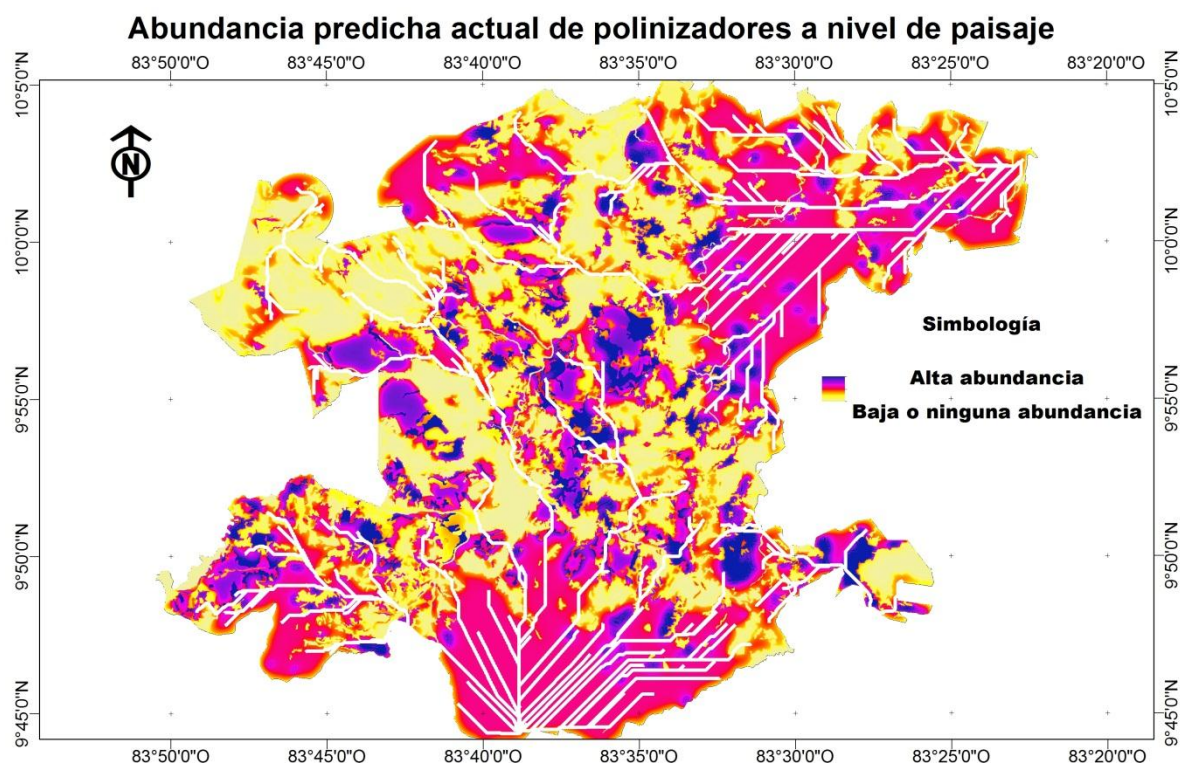 Abundancia predicha actual de polinizadores a nivel de paisaje
83°50'0"O 83°45'0"O 83°40'0"O 83°35'0"O 83°30'0"O 83°25'0"O 83°20'0"O
10°5'0"N 10°5'0"N
N
10°0'0"N 10°0'0"N
Simbología
Alta abundancia
9°55'0"N 9°55'0"N
Baja o ninguna abundancia
9°50'0"N 9°50'0"N
9°45'0"N 9°45'0"N
83°50'0"O 83°45'0"O 83°40'0"O 83°35'0"O 83°30'0"O 83°25'0"O 83°20'0"O